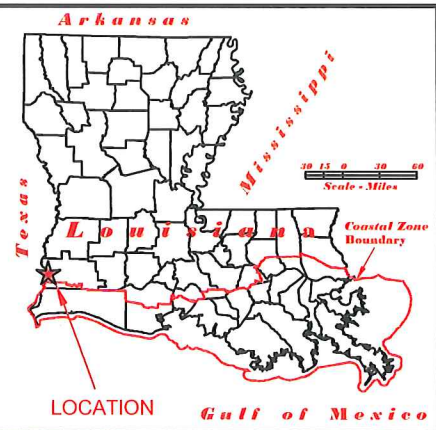 Arkansas
Mississippi
Texas
30 15 0 30 60
Scale - Miles
Louisiana
Coastal Zone
Boundary
LOCATION
Gulf of Mexico